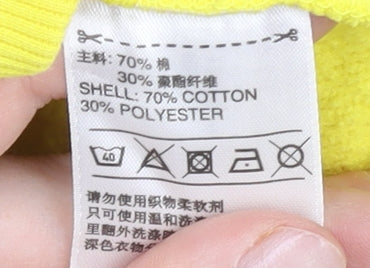 主料: 70% 棉
30% 聚酯纤维
SHELL: 70% COTTON
30% POLYESTER
40
请勿使用织物柔软剂
只可使用温和洗涤
里翻外洗涤
深色衣物分